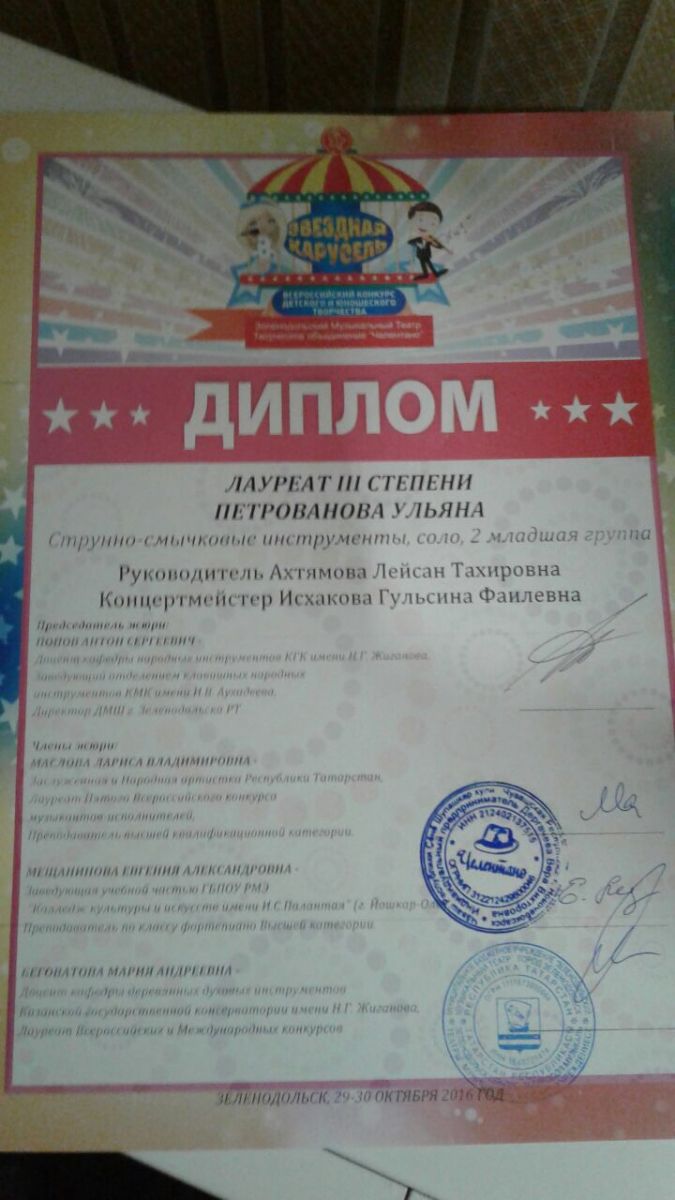 ЗВЕЗДНАЯ
КАРУСЕЛЬ
ВСЕРОССИЙСКИЙ КОНКУРС
ДЕТСКОГО И ЮНОШЕСКОГО
ТВОРЧЕСТВА
Зеленодольский Музыкальный Театр
Творческое объединение "Челентано"
ДИПЛОМ
ЛАУРЕАТ III СТЕПЕНИ
ПЕТРОВАНОВА УЛЬЯНА
Струнно-смычковые инструменты, соло, 2 младшая группа
Руководитель Ахтямова Лейсан Тахировна
Концертмейстер Исхакова Гульсина Фаилевна
Председатель жюри:
ПОПОВ АНТОН СЕРГЕЕВИЧ -
Доцент кафедры народных инструментов КГК имени Н.Г. Жиганова,
Заведующий отделением клавишных народных
инструментов КМК имени И.В. Аухадеева,
Директор ДМШ г. Зеленодольска РТ
Члены жюри:
МАСЛОВА ЛАРИСА ВЛАДИМИРОВНА -
Заслуженная и Народная артистка Республики Татарстан,
Лауреат Пятого Всероссийского конкурса
музыкантов-исполнителей,
Преподаватель высшей квалификационной категории.
МЕЩАНИНОВА ЕВГЕНИЯ АЛЕКСАНДРОВНА -
Заведующая учебной частью ГБПОУ РМЭ
"Колледж культуры и искусств имени И.С.Палантая" (г. Йошкар-Ола
Преподаватель по классу фортепиано Высшей категории.
Челентано
БЕГОВАТОВА МАРИЯ АНДРЕЕВНА -
Доцент кафедры деревянных духовых инструментов
Казанской государственной консерватории имени Н.Г. Жиганова,
Лауреат Всероссийских и Международных конкурсов
РЕСПУБЛИКА ТАТАРСТАН
ЗЕЛЕНОДОЛЬСК, 29-30 ОКТЯБРЯ 2016 ГОД